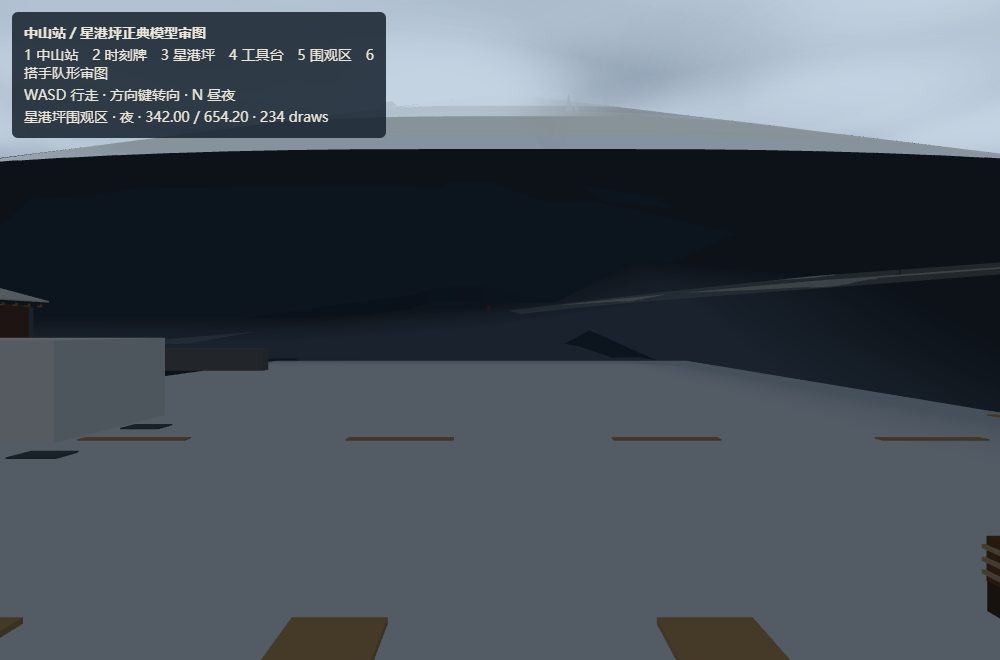 中山站 / 星港坪正典模型审图
1 中山站 2 时刻牌 3 星港坪 4 工具台 5 围观区 6
搭手队形审图
WASD 行走 · 方向键转向 · N 昼夜
星港坪围观区 · 夜 · 342.00 / 654.20 · 234 draws